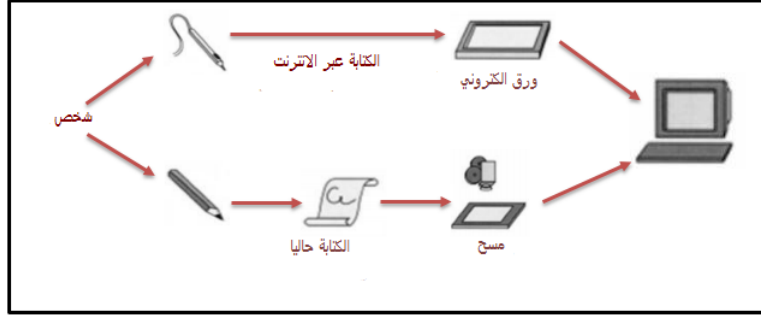 الكتابة عبر الانترنت
ورق الكتروني
شخص
الكتابة حاليا
مسح